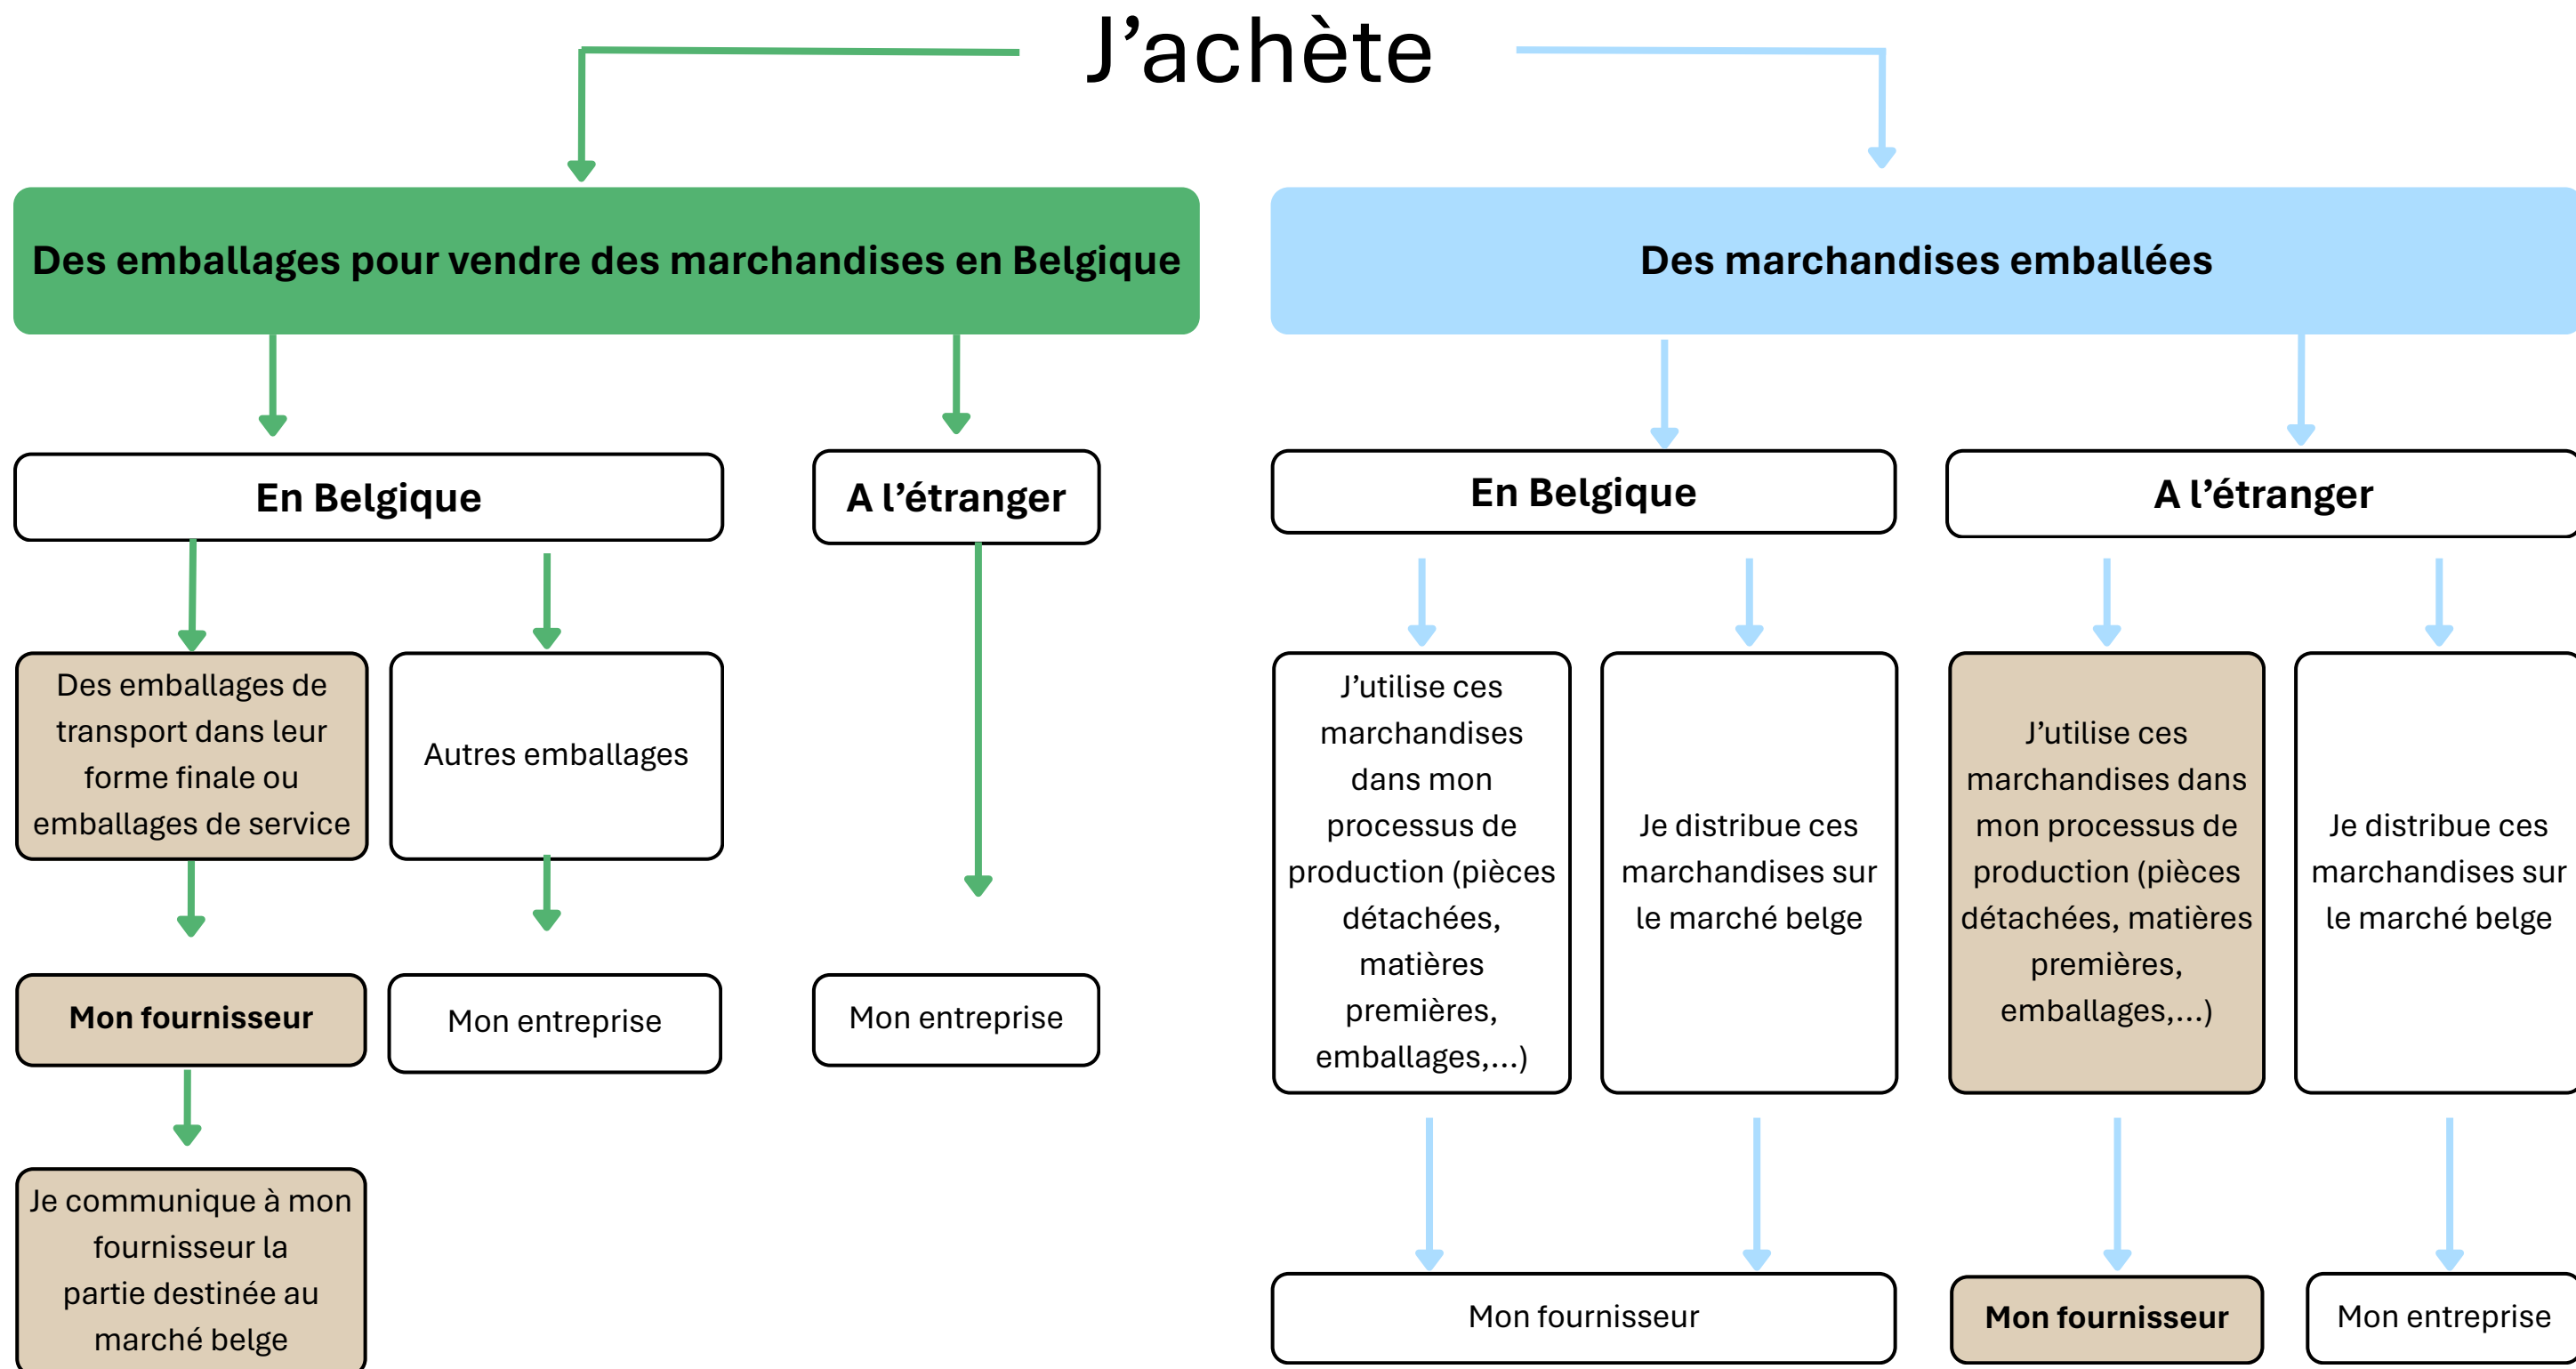 J’achète
Des emballages pour vendre des marchandises en Belgique
Des marchandises emballées
En Belgique
A l’étranger
En Belgique
A l’étranger
Des emballages de
transport dans leur
forme finale ou
emballages de service
Autres emballages
J’utilise ces
marchandises
dans mon
processus de
production (pièces
détachées,
matières
premières,
emballages,...)
Je distribue ces
marchandises sur
le marché belge
J’utilise ces
marchandises dans
mon processus de
production (pièces
détachées, matières
premières,
emballages,...)
Je distribue ces
marchandises sur
le marché belge
Mon fournisseur
Mon entreprise
Mon entreprise
Je communique à mon
fournisseur la
partie destinée au
marché belge
Mon fournisseur
Mon fournisseur
Mon entreprise